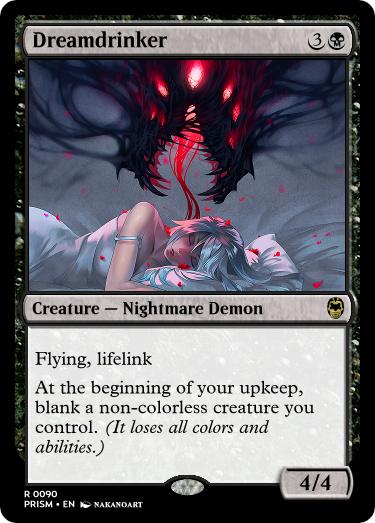 Dreamdrinker 3
Creature — Nightmare Demon
Flying, lifelink
At the beginning of your upkeep,
blank a non-colorless creature you
control. (It loses all colors and
abilities.)
4/4
R 0090
PRISM • EN NAKANOART